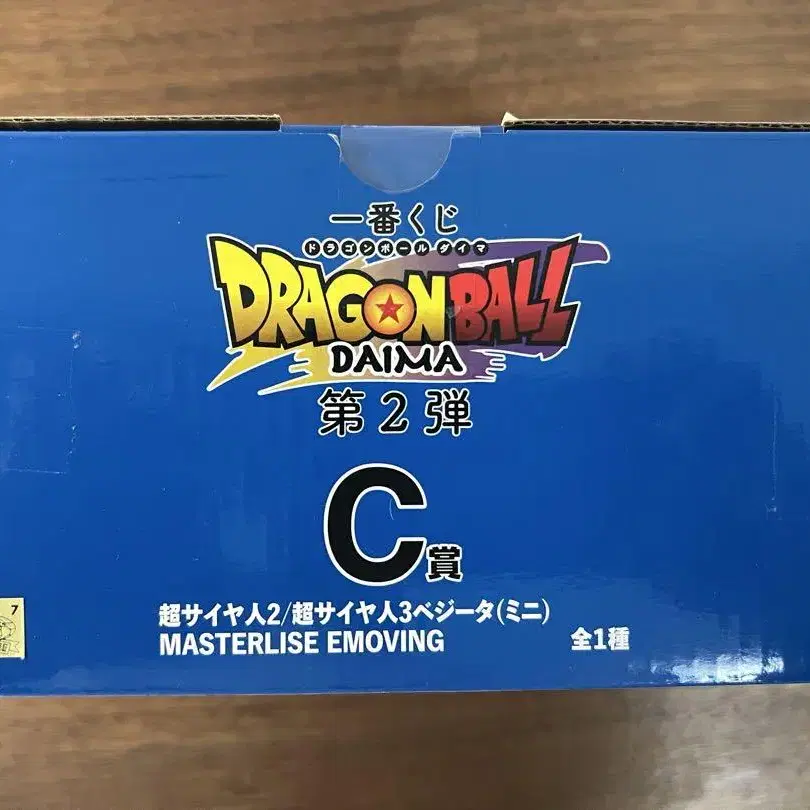 一番くじ
ドラゴンボールダイマ
DRAGON BALL
DAIMA
第2弾
C賞
超サイヤ人2/超サイヤ人3ベジータ(ミニ)
MASTERLISE EMOVING 全1種
7